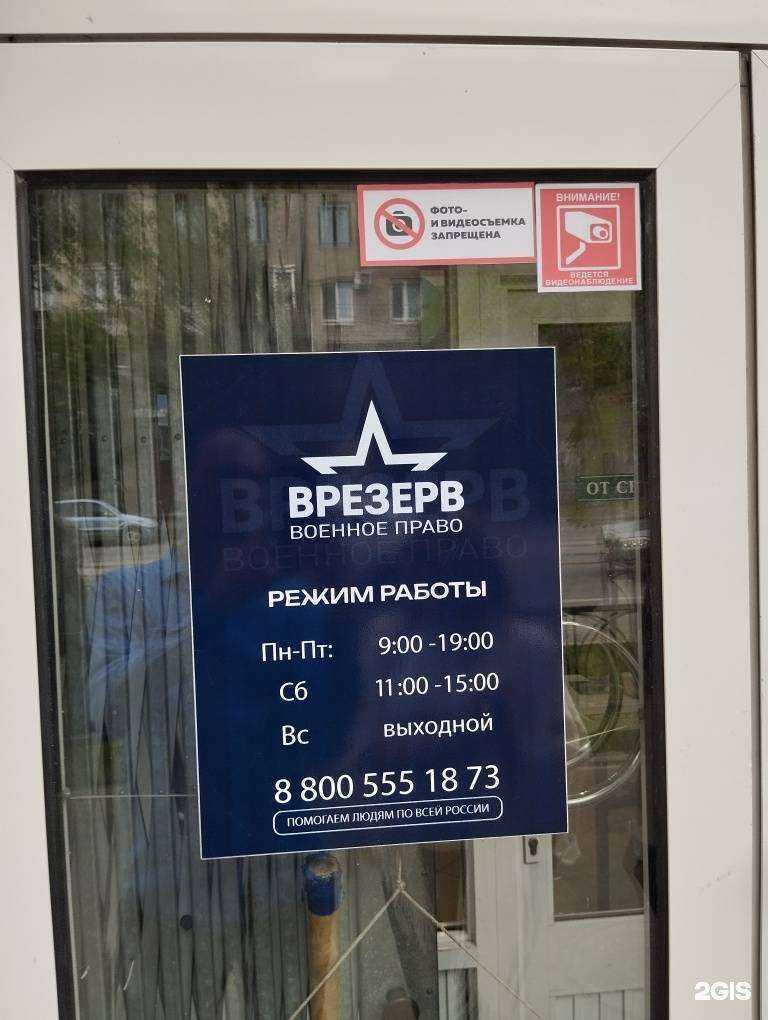 ФОТО-
И ВИДЕОСЪЕМКА
ЗАПРЕЩЕНА
ВНИМАНИЕ!
ВЕДЕТСЯ
ВИДЕОНАБЛЮДЕНИЕ
ВРЕЗЕРВ
ВОЕННОЕ ПРАВО
РЕЖИМ РАБОТЫ
Пн-Пт: 9:00 -19:00
Сб 11:00 -15:00
Вс выходной
8 800 555 18 73
ПОМОГАЕМ ЛЮДЯМ ПО ВСЕЙ РОССИИ
ОТ
2GIS